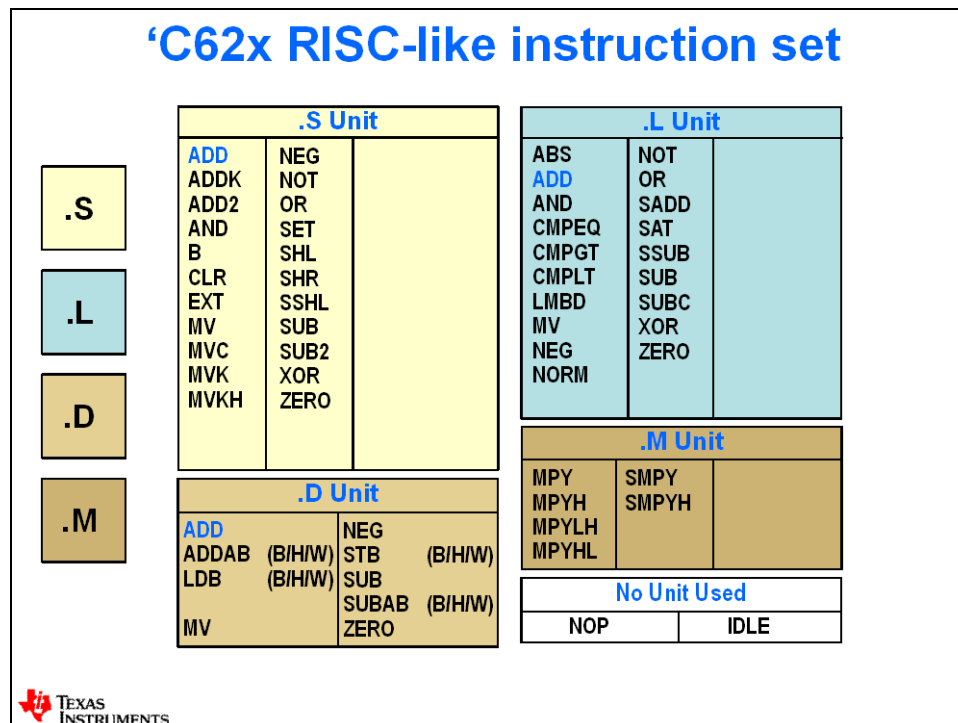 ‘C62x RISC-like instruction set
.S
.L
.D
.M
.S Unit
ADD NEG
ADDK NOT
ADD2 OR
AND SET
B SHL
CLR SHR
EXT SSHL
MV SUB
MVC SUB2
MVK XOR
MVKH ZERO
.L Unit
ABS NOT
ADD OR
AND SADD
CMPEQ SAT
CMPGT SSUB
CMPLT SUB
LMBD SUBC
MV XOR
NEG ZERO
NORM
.D Unit
ADD NEG
ADDAB (B/H/W) STB (B/H/W)
LDB (B/H/W) SUB
SUBAB (B/H/W)
MV ZERO
.M Unit
MPY SMPY
MPYH SMPYH
MPYLH
MPYHL
No Unit Used
NOP IDLE
TEXAS
INSTRUMENTS